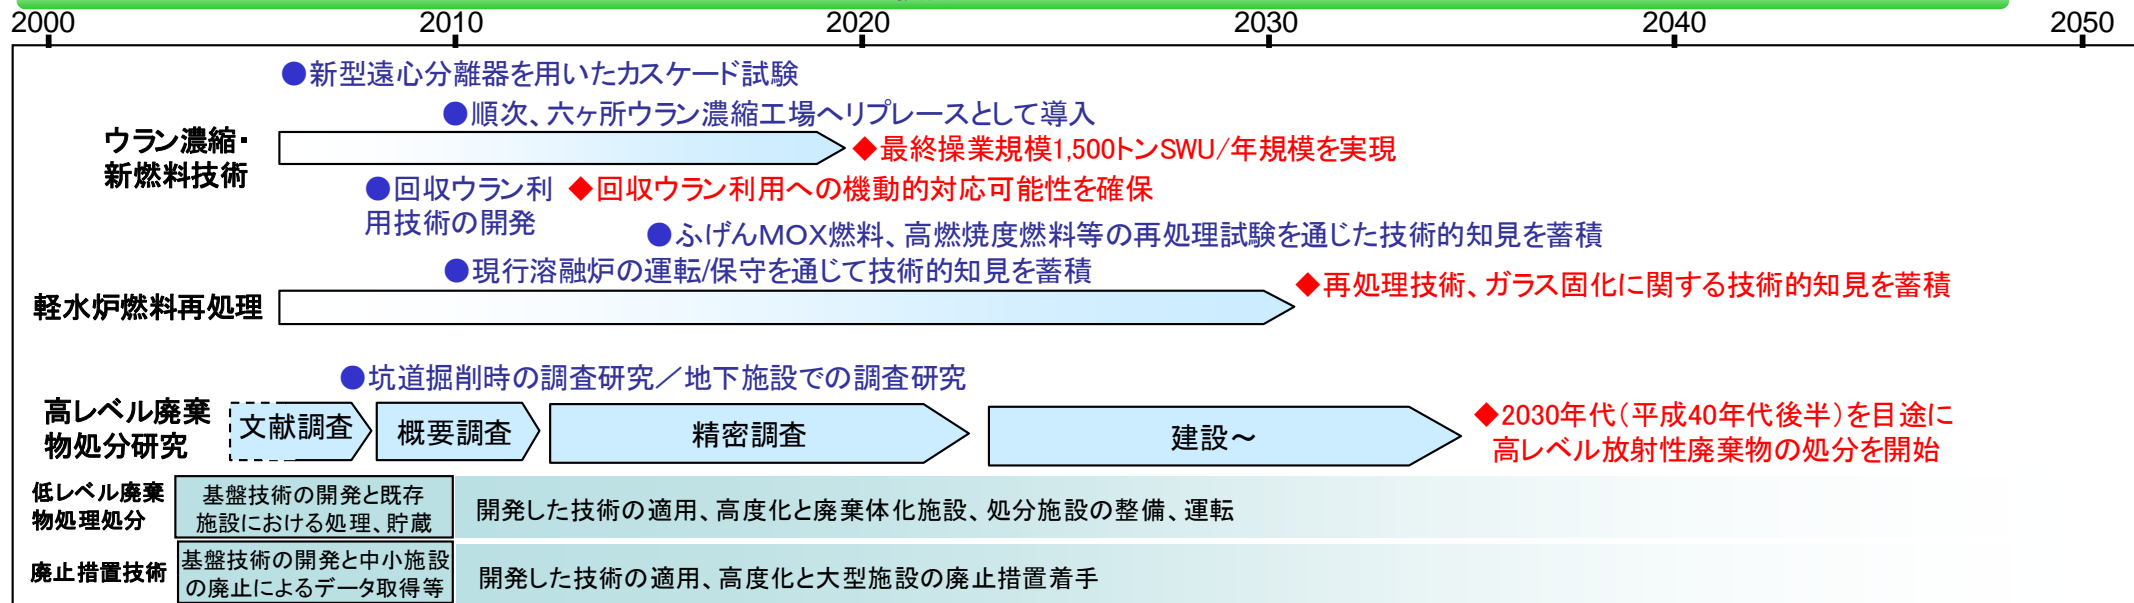 2000 2010 2020 2030 2040 2050
●新型遠心分離器を用いたカスケード試験
●順次、六ヶ所ウラン濃縮工場へリプレースとして導入
ウラン濃縮・
新燃料技術
◆最終操業規模1,500トンSWU/年規模を実現
●回収ウラン利
用技術の開発
◆回収ウラン利用への機動的対応可能性を確保
●ふげんMOX燃料、高燃焼度燃料等の再処理試験を通じた技術的知見を蓄積
●現行溶融炉の運転/保守を通じて技術的知見を蓄積
◆再処理技術、ガラス固化に関する技術的知見を蓄積
軽水炉燃料再処理
●坑道掘削時の調査研究／地下施設での調査研究
高レベル廃棄
物処分研究
文献調査
概要調査
精密調査
建設～
◆2030年代（平成40年代後半）を目途に
高レベル放射性廃棄物の処分を開始
低レベル廃棄
物処理処分
基盤技術の開発と既存
施設における処理、貯蔵
開発した技術の適用、高度化と廃棄体化施設、処分施設の整備、運転
廃止措置技術
基盤技術の開発と中小施設
の廃止によるデータ取得等
開発した技術の適用、高度化と大型施設の廃止措置着手